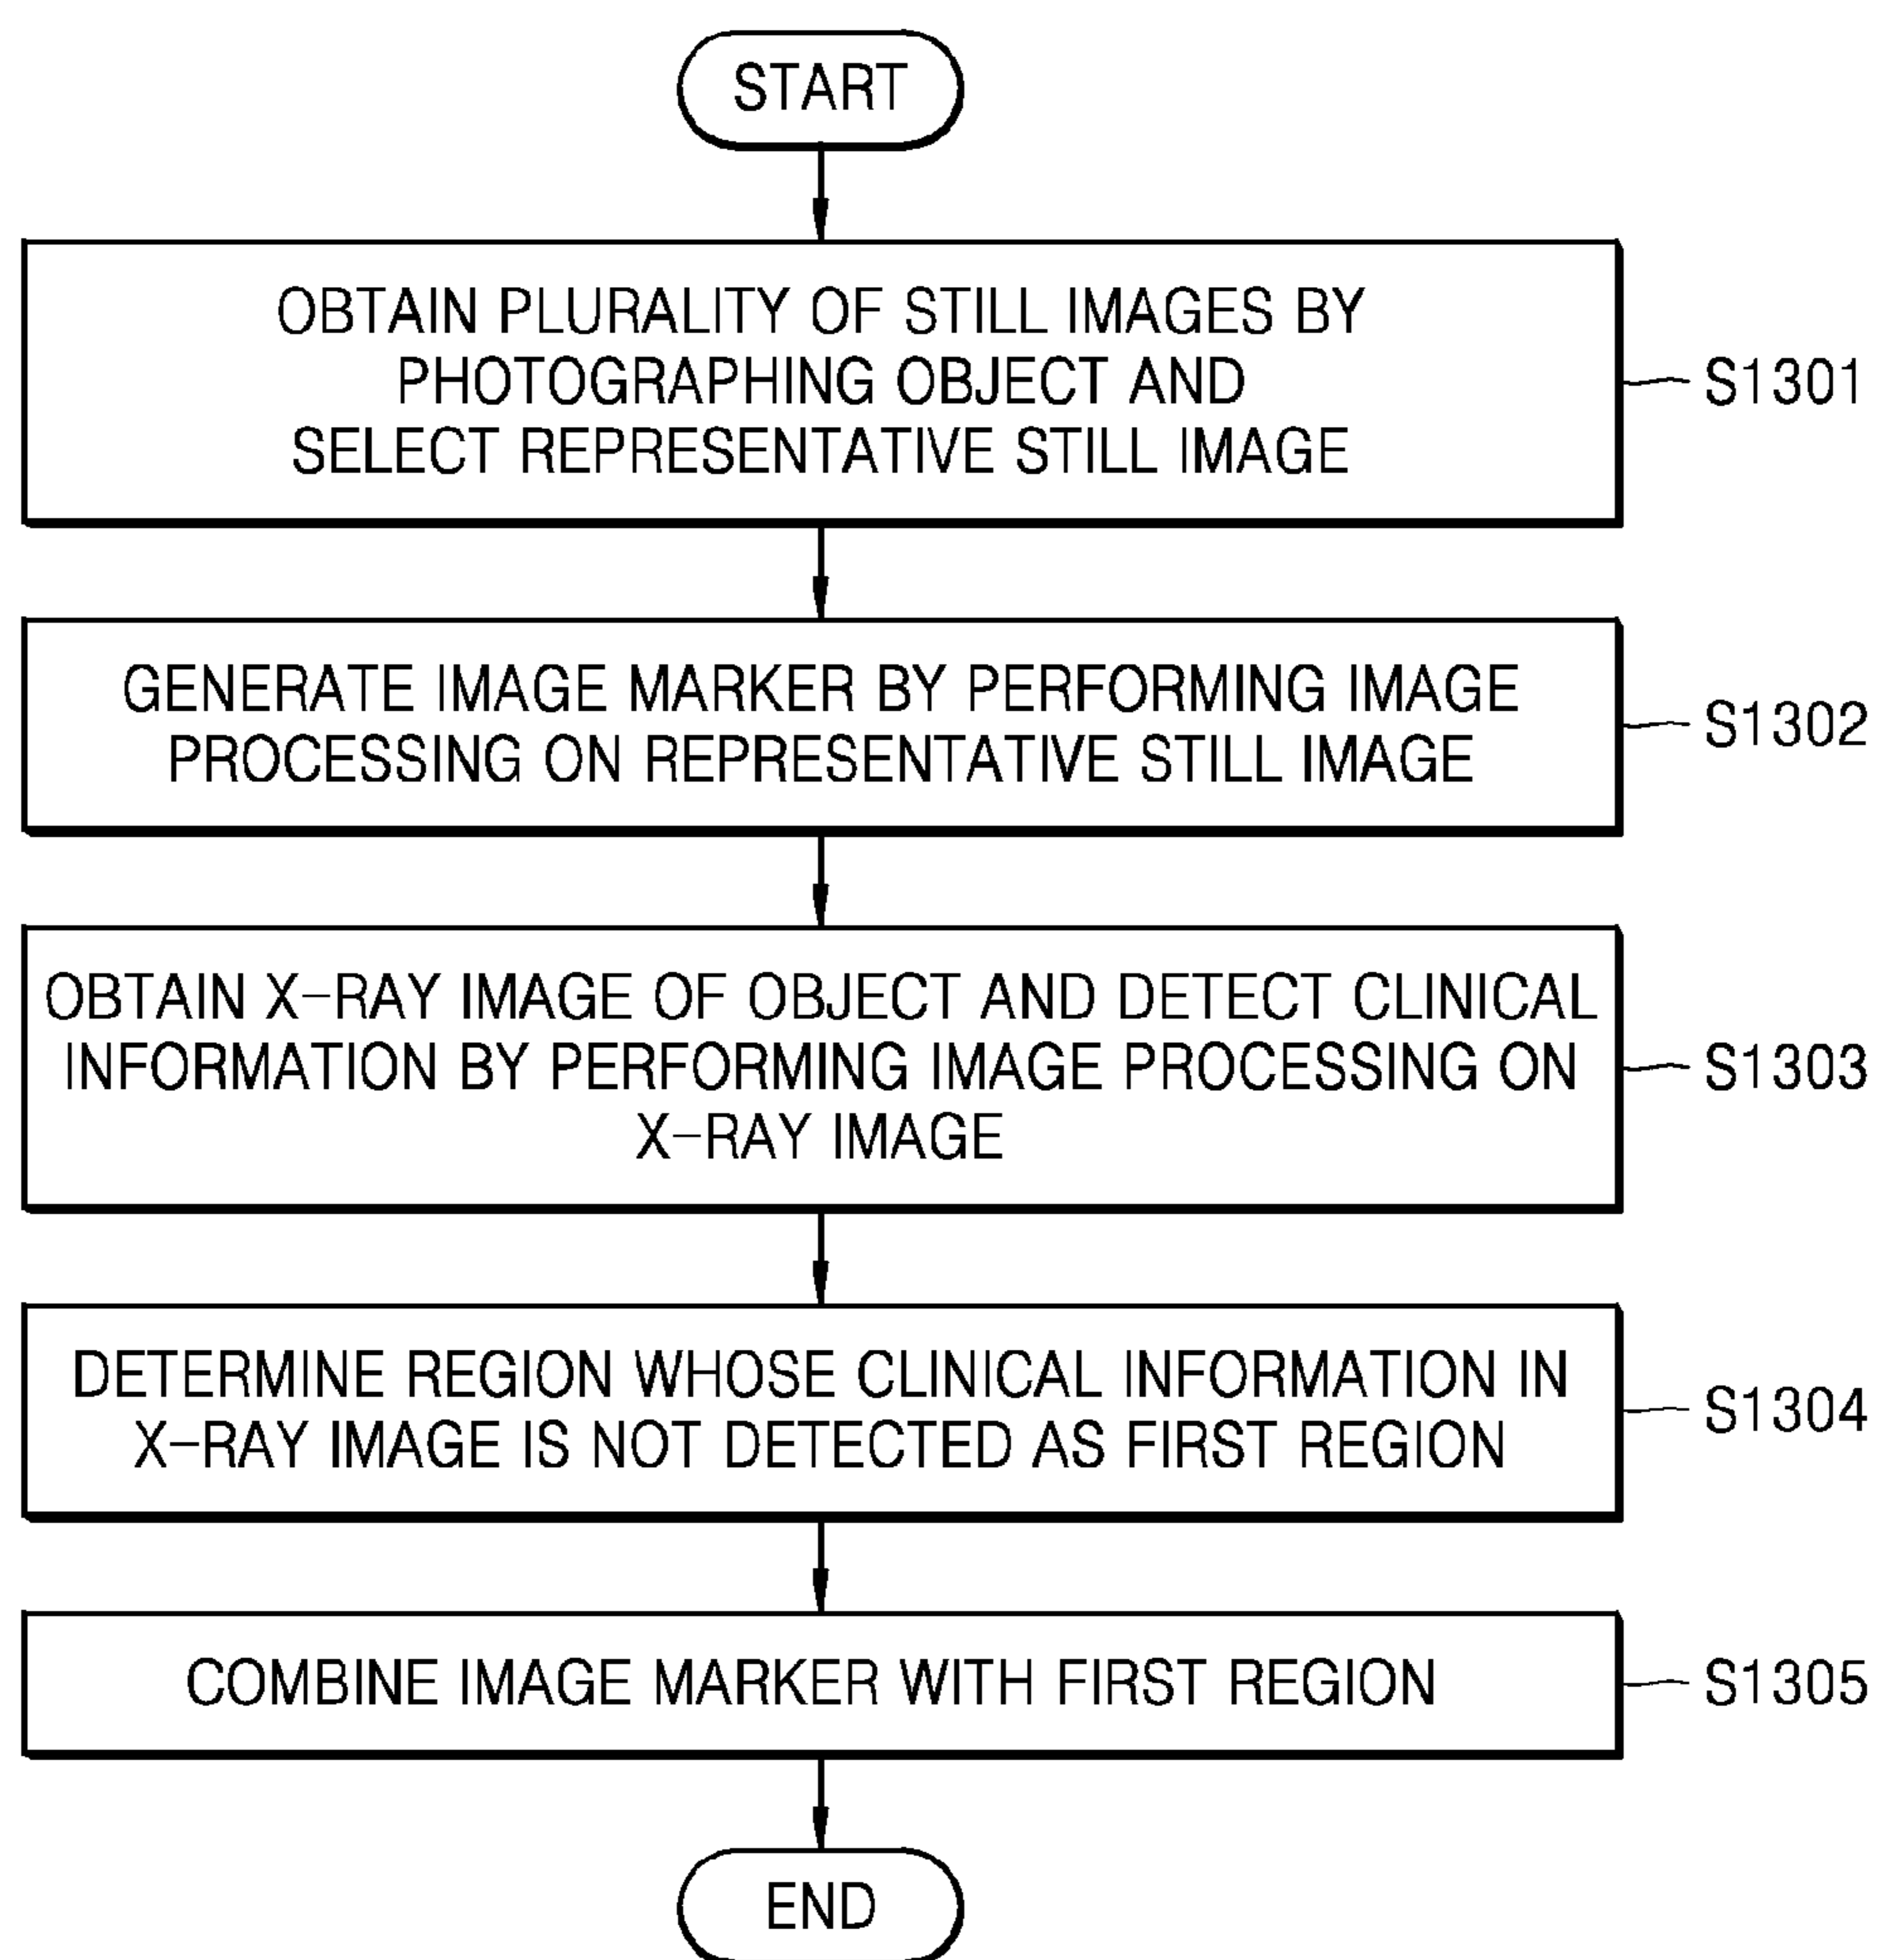 START
OBTAIN PLURALITY OF STILL IMAGES BY
PHOTOGRAPHING OBJECT AND
SELECT REPRESENTATIVE STILL IMAGE
S1301
GENERATE IMAGE MARKER BY PERFORMING IMAGE
PROCESSING ON REPRESENTATIVE STILL IMAGE
S1302
OBTAIN X-RAY IMAGE OF OBJECT AND DETECT CLINICAL
INFORMATION BY PERFORMING IMAGE PROCESSING ON
X-RAY IMAGE
S1303
DETERMINE REGION WHOSE CLINICAL INFORMATION IN
X-RAY IMAGE IS NOT DETECTED AS FIRST REGION
S1304
COMBINE IMAGE MARKER WITH FIRST REGION
S1305
END